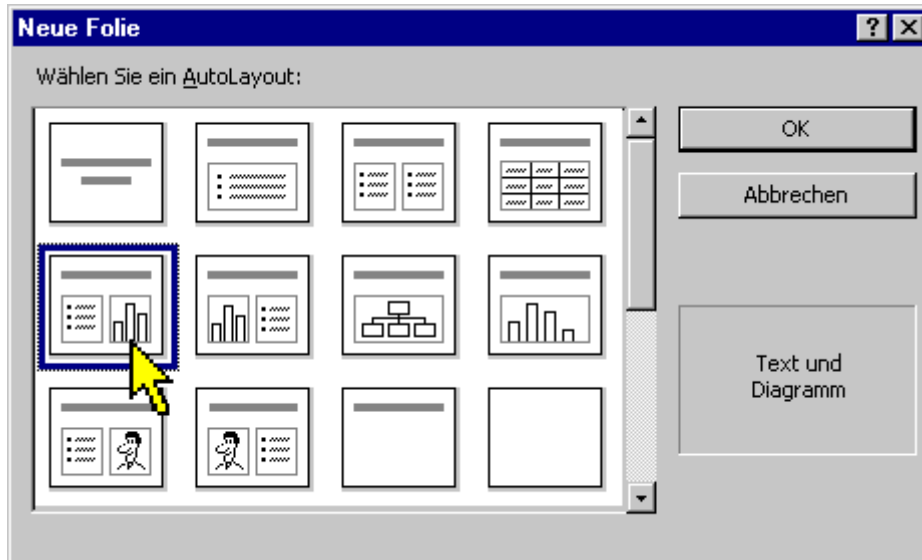 Neue Folie
Wählen Sie ein AutoLayout:
OK
Abbrechen
Text und
Diagramm